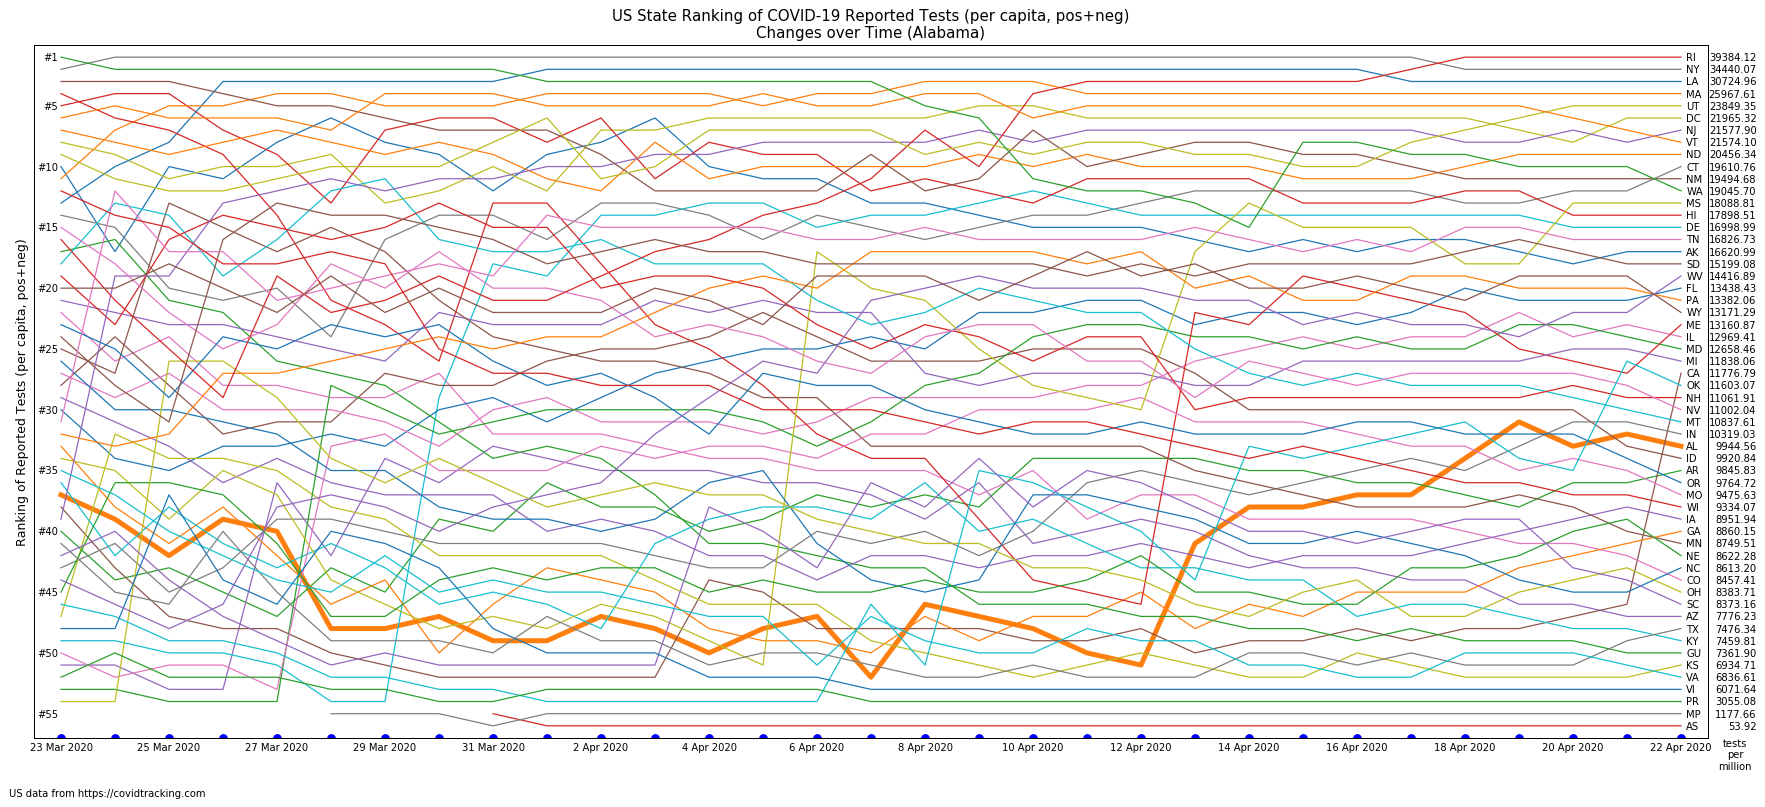 US State Ranking of COVID-19 Reported Tests (per capita, pos+neg)
Changes over Time (Alabama)
Ranking of Reported Tests (per capita, pos+neg)
#1
#5
#10
#15
#20
#25
#30
#35
#40
#45
#50
#55
RI 39384.12
NY 34440.07
LA 30724.96
MA 25967.61
UT 23849.35
DC 21965.32
NJ 21577.90
VT 21574.10
ND 20456.34
CT 19610.76
NM 19494.68
WA 19045.70
MS 18088.81
HI 17898.51
DE 16998.99
TN 16826.73
AK 16620.99
SD 15199.08
WV 14416.89
FL 13438.43
PA 13382.06
WY 13171.29
ME 13160.87
IL 12969.41
MD 12658.46
MI 11838.06
CA 11776.79
OK 11603.07
NH 11061.91
NV 11002.04
MT 10837.61
IN 10319.03
AL 9944.56
ID 9920.84
AR 9845.83
OR 9764.72
MO 9475.63
WI 9334.07
IA 8951.94
GA 8860.15
MN 8749.51
NE 8622.28
NC 8613.20
CO 8457.41
OH 8383.71
SC 8373.16
AZ 7776.23
TX 7476.34
KY 7459.81
GU 7361.90
KS 6934.71
VA 6836.61
VI 6071.64
PR 3055.08
MP 1177.66
AS 53.92
23 Mar 2020 25 Mar 2020 27 Mar 2020 29 Mar 2020 31 Mar 2020 2 Apr 2020 4 Apr 2020 6 Apr 2020 8 Apr 2020 10 Apr 2020 12 Apr 2020 14 Apr 2020 16 Apr 2020 18 Apr 2020 20 Apr 2020 22 Apr 2020
tests
per
million
US data from https://covidtracking.com